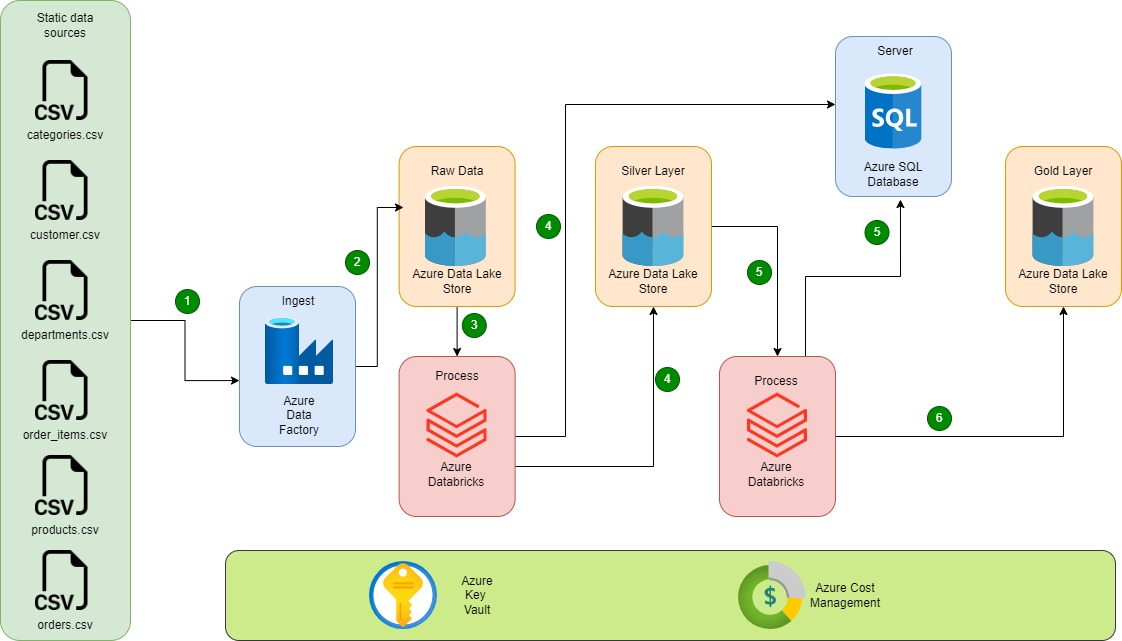 Static data
sources
CSV
categories.csv
CSV
customer.csv
CSV
departments.csv
CSV
order_items.csv
CSV
products.csv
CSV
orders.csv
1
Ingest
Azure
Data
Factory
2
Raw Data
Azure Data Lake
Store
3
Process
Azure
Databricks
4
4
Silver Layer
Azure Data Lake
Store
5
Process
Azure
Databricks
5
Server
SQL
Azure SQL
Database
6
Gold Layer
Azure Data Lake
Store
Azure
Key
Vault
$
Azure Cost
Management